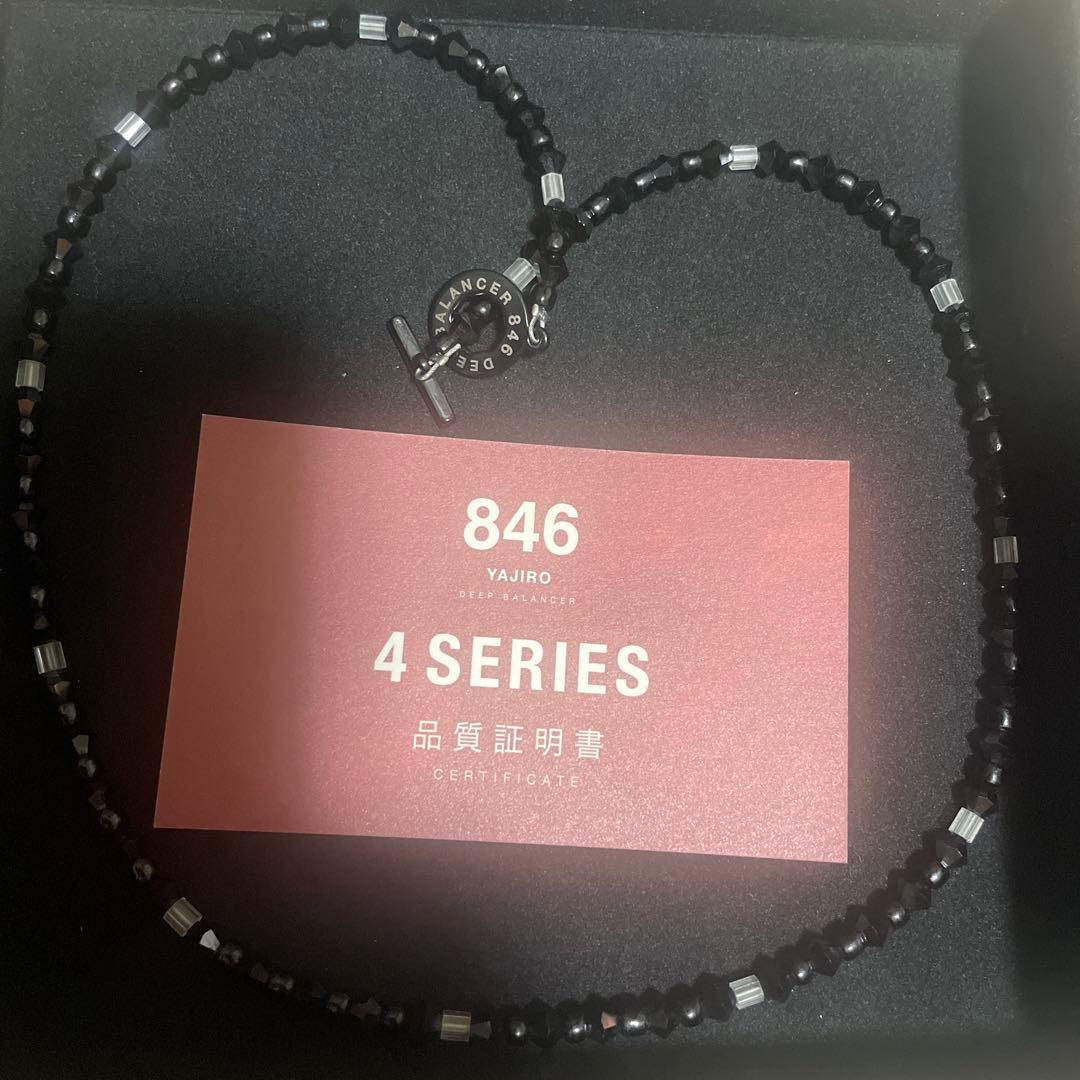 BALANCER 846 DEE
846
YAJIRO
DEEP BALANCER
4 SERIES
品質証明書
CERTIFICATE